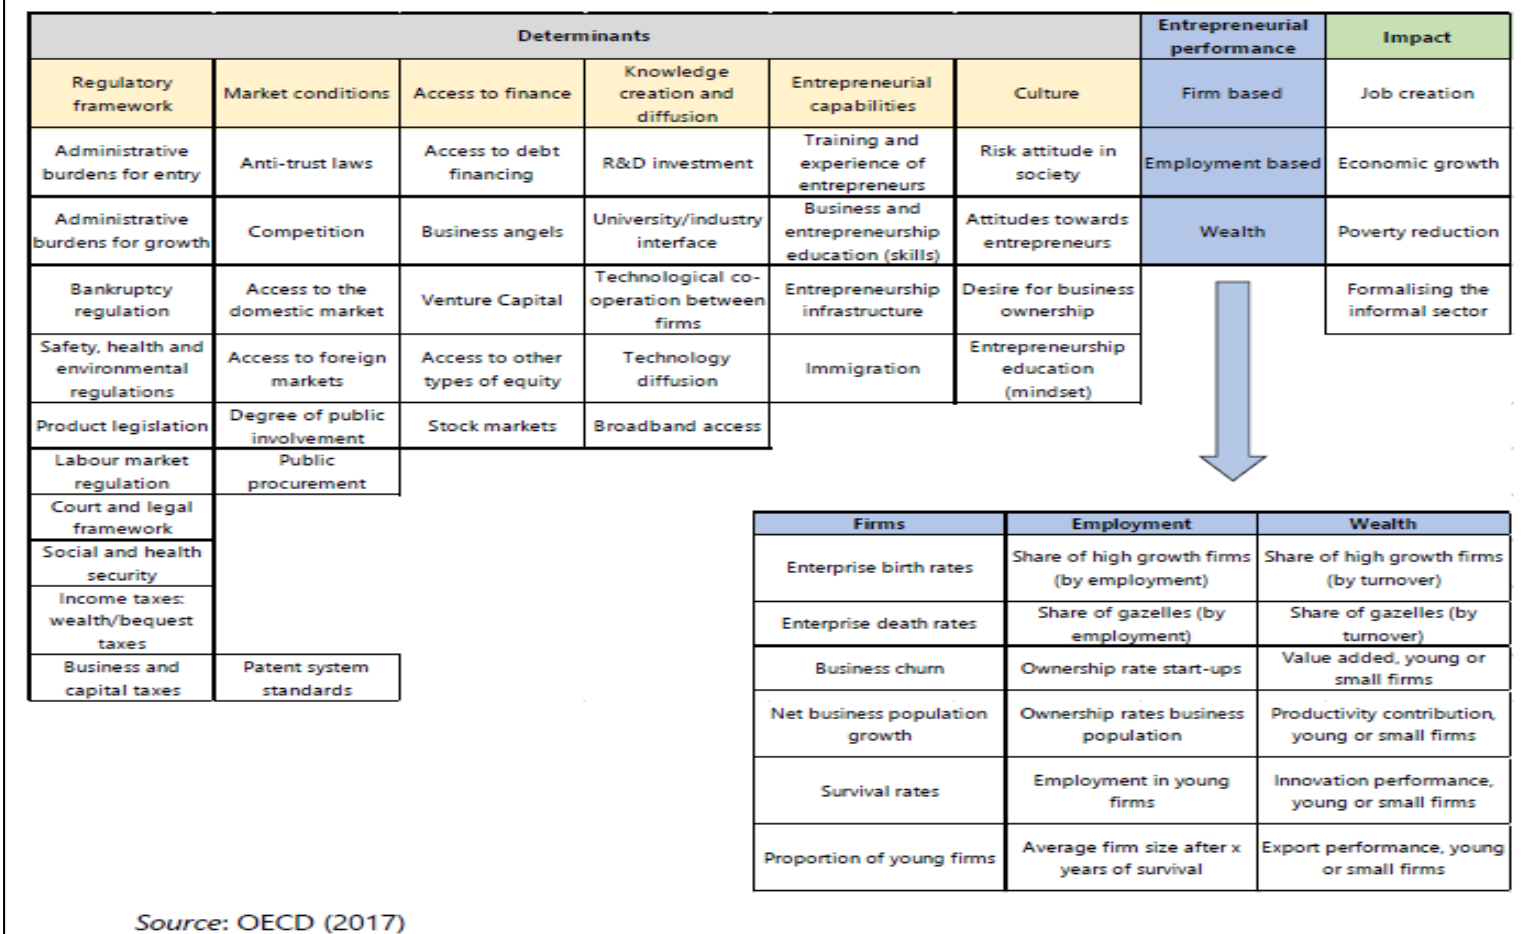 Determinants
Entrepreneurial
performance
Impact
Regulatory
framework
Market conditions
Access to finance
Knowledge
creation and
diffusion
Entrepreneurial
capabilities
Culture
Firm based
Job creation
Administrative
burdens for entry
Anti-trust laws
Access to debt
financing
R&D investment
Training and
experience of
entrepreneurs
Risk attitude in
society
Employment based
Economic growth
Administrative
burdens for growth
Competition
Business angels
University/industry
interface
Business and
entrepreneurship
education (skills)
Attitudes towards
entrepreneurs
Wealth
Poverty reduction
Bankruptcy
regulation
Access to the
domestic market
Venture Capital
Technological co-
operation between
firms
Entrepreneurship
infrastructure
Desire for business
ownership
Formalising the
informal sector
Safety, health and
environmental
regulations
Access to foreign
markets
Access to other
types of equity
Technology
diffusion
Immigration
Entrepreneurship
education
(mindset)
Product legislation
Degree of public
involvement
Stock markets
Broadband access
Labour market
regulation
Public
procurement
Court and legal
framework
Social and health
security
Income taxes:
wealth/bequest
taxes
Business and
capital taxes
Patent system
standards
Firms
Employment
Wealth
Enterprise birth rates
Share of high growth firms
(by employment)
Share of high growth firms
(by turnover)
Enterprise death rates
Share of gazelles (by
employment)
Share of gazelles (by
turnover)
Business churn
Ownership rate start-ups
Value added, young or
small firms
Net business population
growth
Ownership rates business
population
Productivity contribution,
young or small firms
Survival rates
Employment in young
firms
Innovation performance,
young or small firms
Proportion of young firms
Average firm size after x
years of survival
Export performance, young
or small firms
Source: OECD (2017)